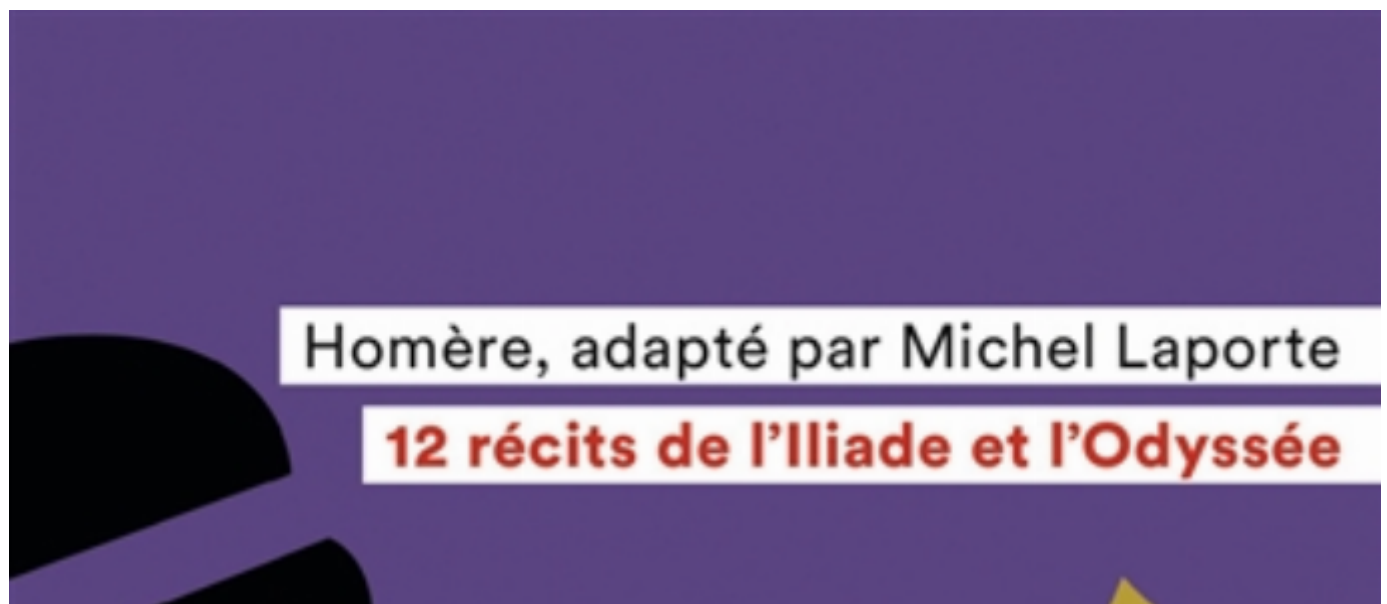 Homère, adapté par Michel Laporte
12 récits de l’Iliade et l’Odyssée